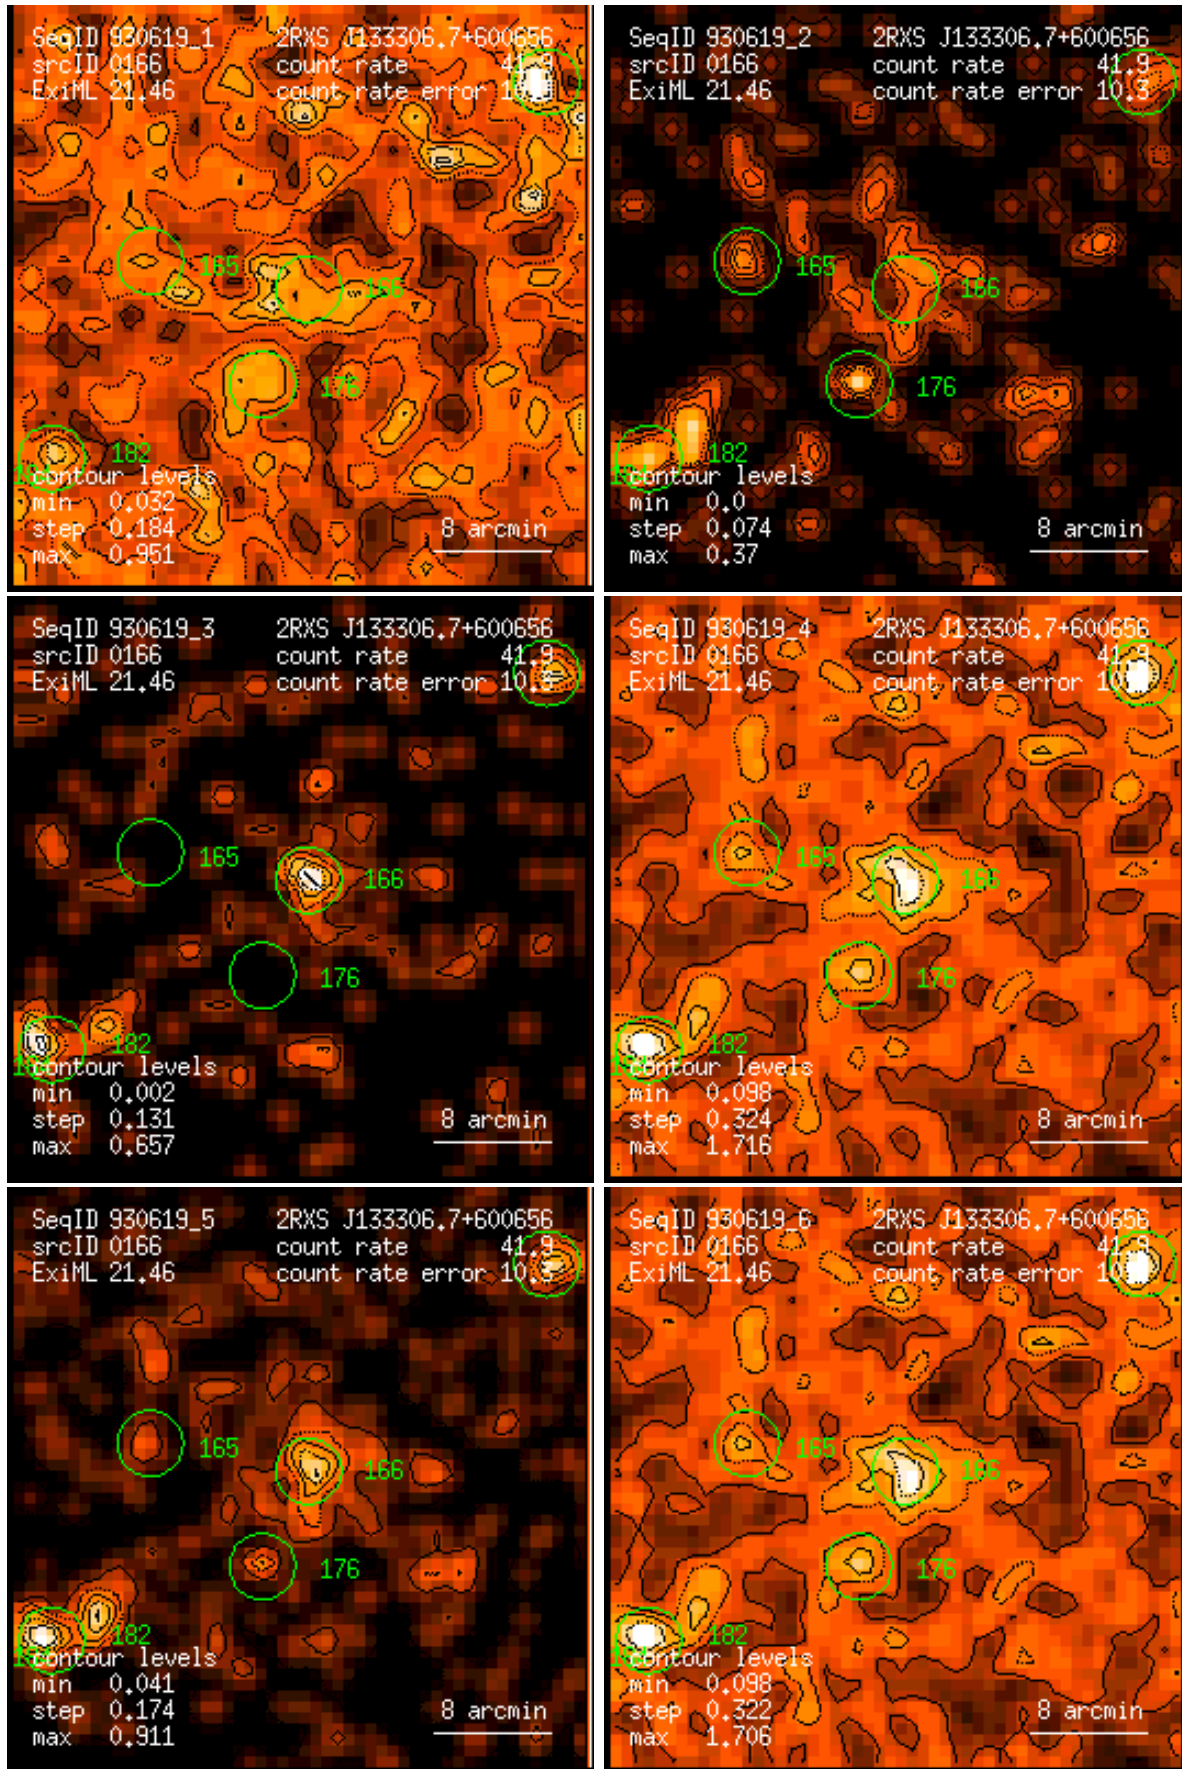 SeqID 930619_1 2RXS J133306.7+600656
srcID 0166 count rate 41.9
ExiML 21.46 count rate error
165
166
176
182
contour levels
min 0.032
step 0.184 8 arcmin
max 0.951
SeqID 930619_2 2RXS J133306.7+600656
srcID 0166 count rate 41.9
ExiML 21.46 count rate error 10.3
165
166
176
182
contour levels
min 0.0
step 0.074 8 arcmin
max 0.37
SeqID 930619_3 2RXS J133306.7+600656
srcID 0166 count rate 41.9
ExiML 21.46 count rate error
165
166
176
182
contour levels
min 0.002
step 0.131 8 arcmin
max 0.657
SeqID 930619_4 2RXS J133306.7+600656
srcID 0166 count rate 41.9
ExiML 21.46 count rate error
165
166
176
182
contour levels
min 0.098
step 0.324 8 arcmin
max 1.716
SeqID 930619_5 2RXS J133306.7+600656
srcID 0166 count rate 41.9
ExiML 21.46 count rate error
165
166
176
182
contour levels
min 0.041
step 0.174 8 arcmin
max 0.911
SeqID 930619_6 2RXS J133306.7+600656
srcID 0166 count rate 41.9
ExiML 21.46 count rate error
165
166
176
182
contour levels
min 0.098
step 0.322 8 arcmin
max 1.706